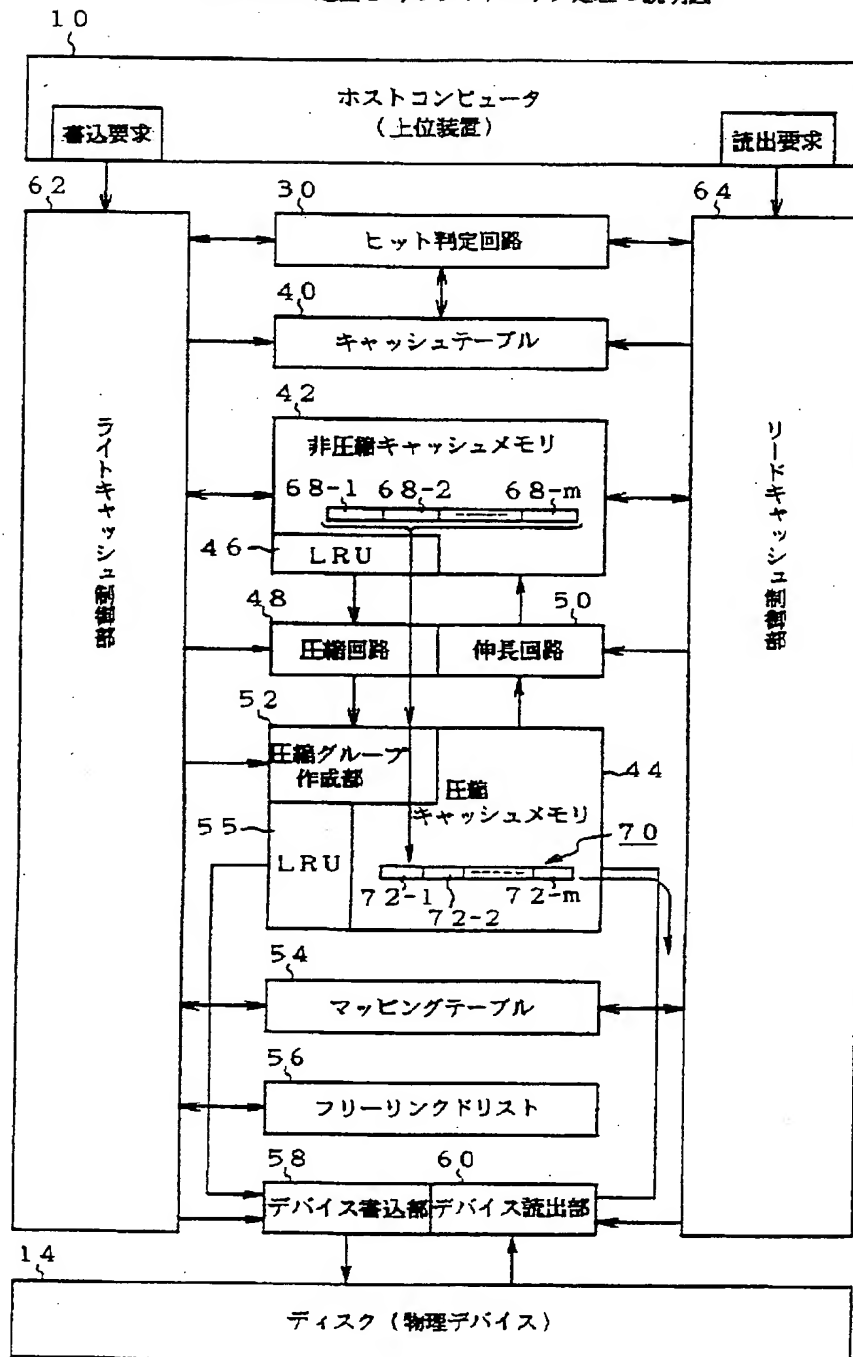 10
ホストコンピュータ
(上位装置)
書込要求
読出要求
62
30
64
ヒット判定回路
40
キャッシュテーブル
42
非圧縮キャッシュメモリ
68-1 68-2 68-m
46
LRU
ライトキャッシュ制御部
リードキャッシュ制御部
48
50
圧縮回路
伸長回路
52
圧縮グループ
作成部
44
圧縮
キャッシュメモリ
55
LRU
70
72-1
72-2
72-m
54
マッピングテーブル
56
フリーリンクドリスト
58
60
デバイス書込部
デバイス読出部
14
ディスク(物理デバイス)